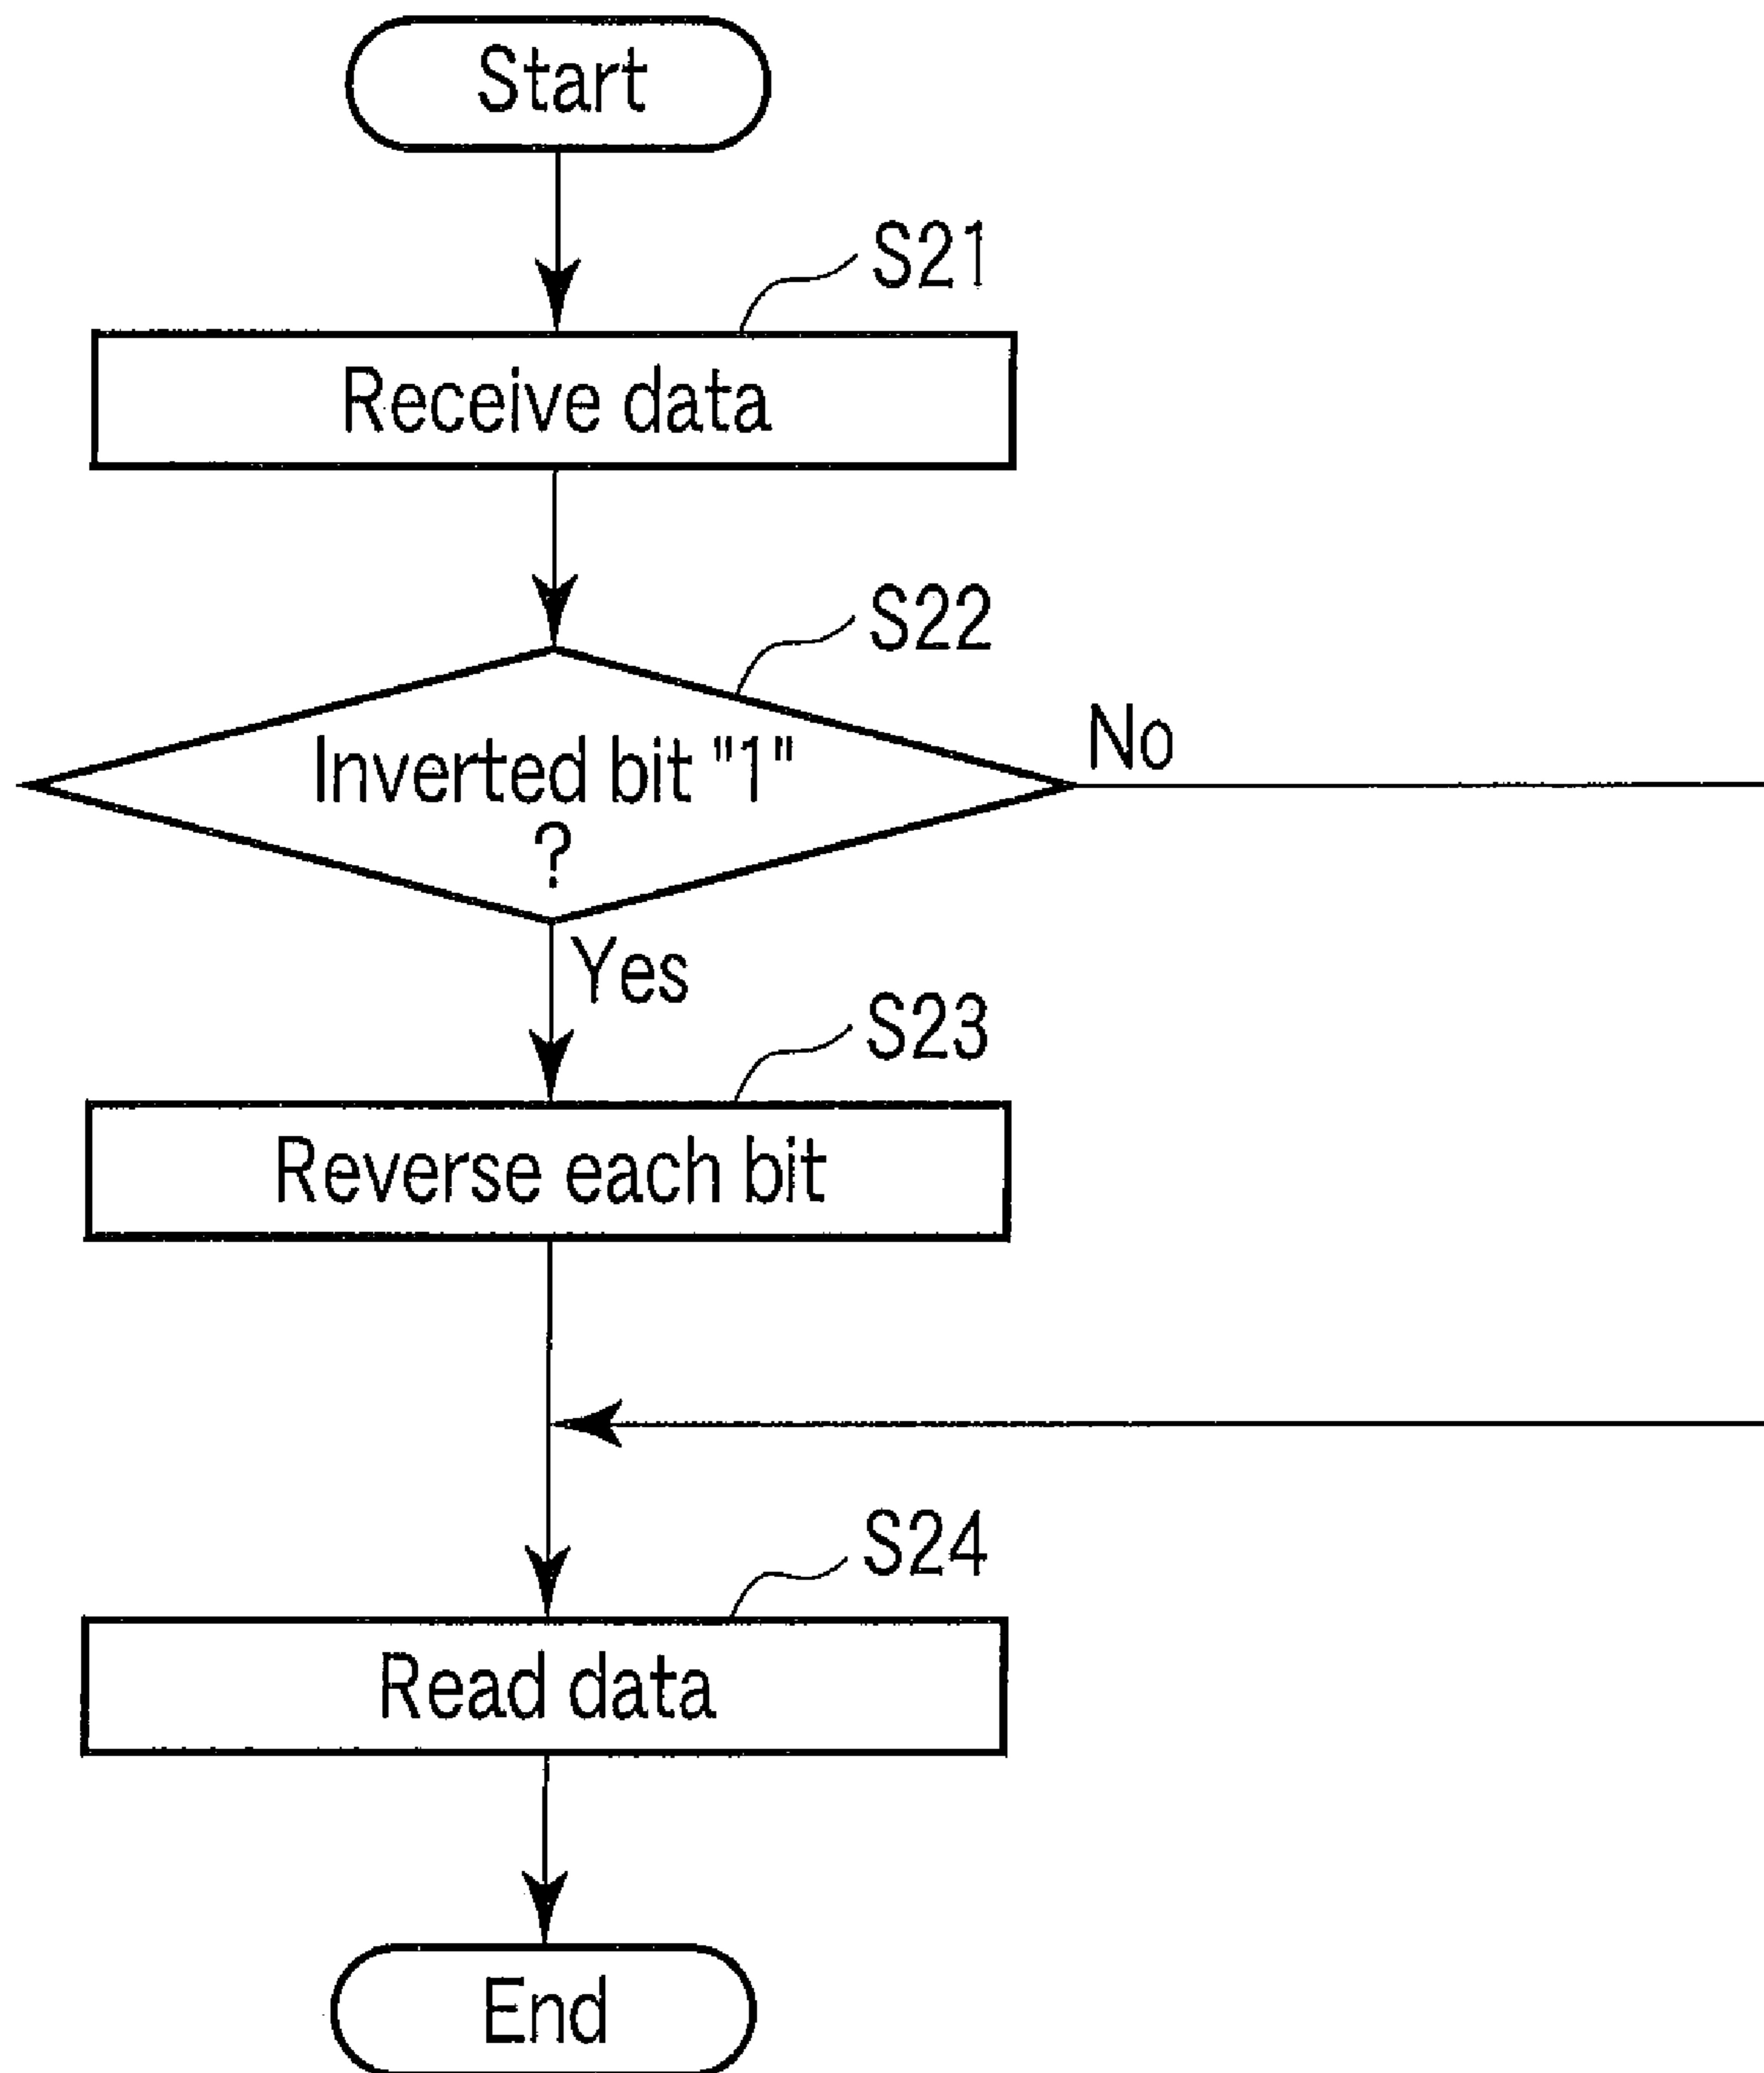 Start
S21
Receive data
S22
No
Inverted bit "1"
?
Yes
S23
Reverse each bit
S24
Read data
End